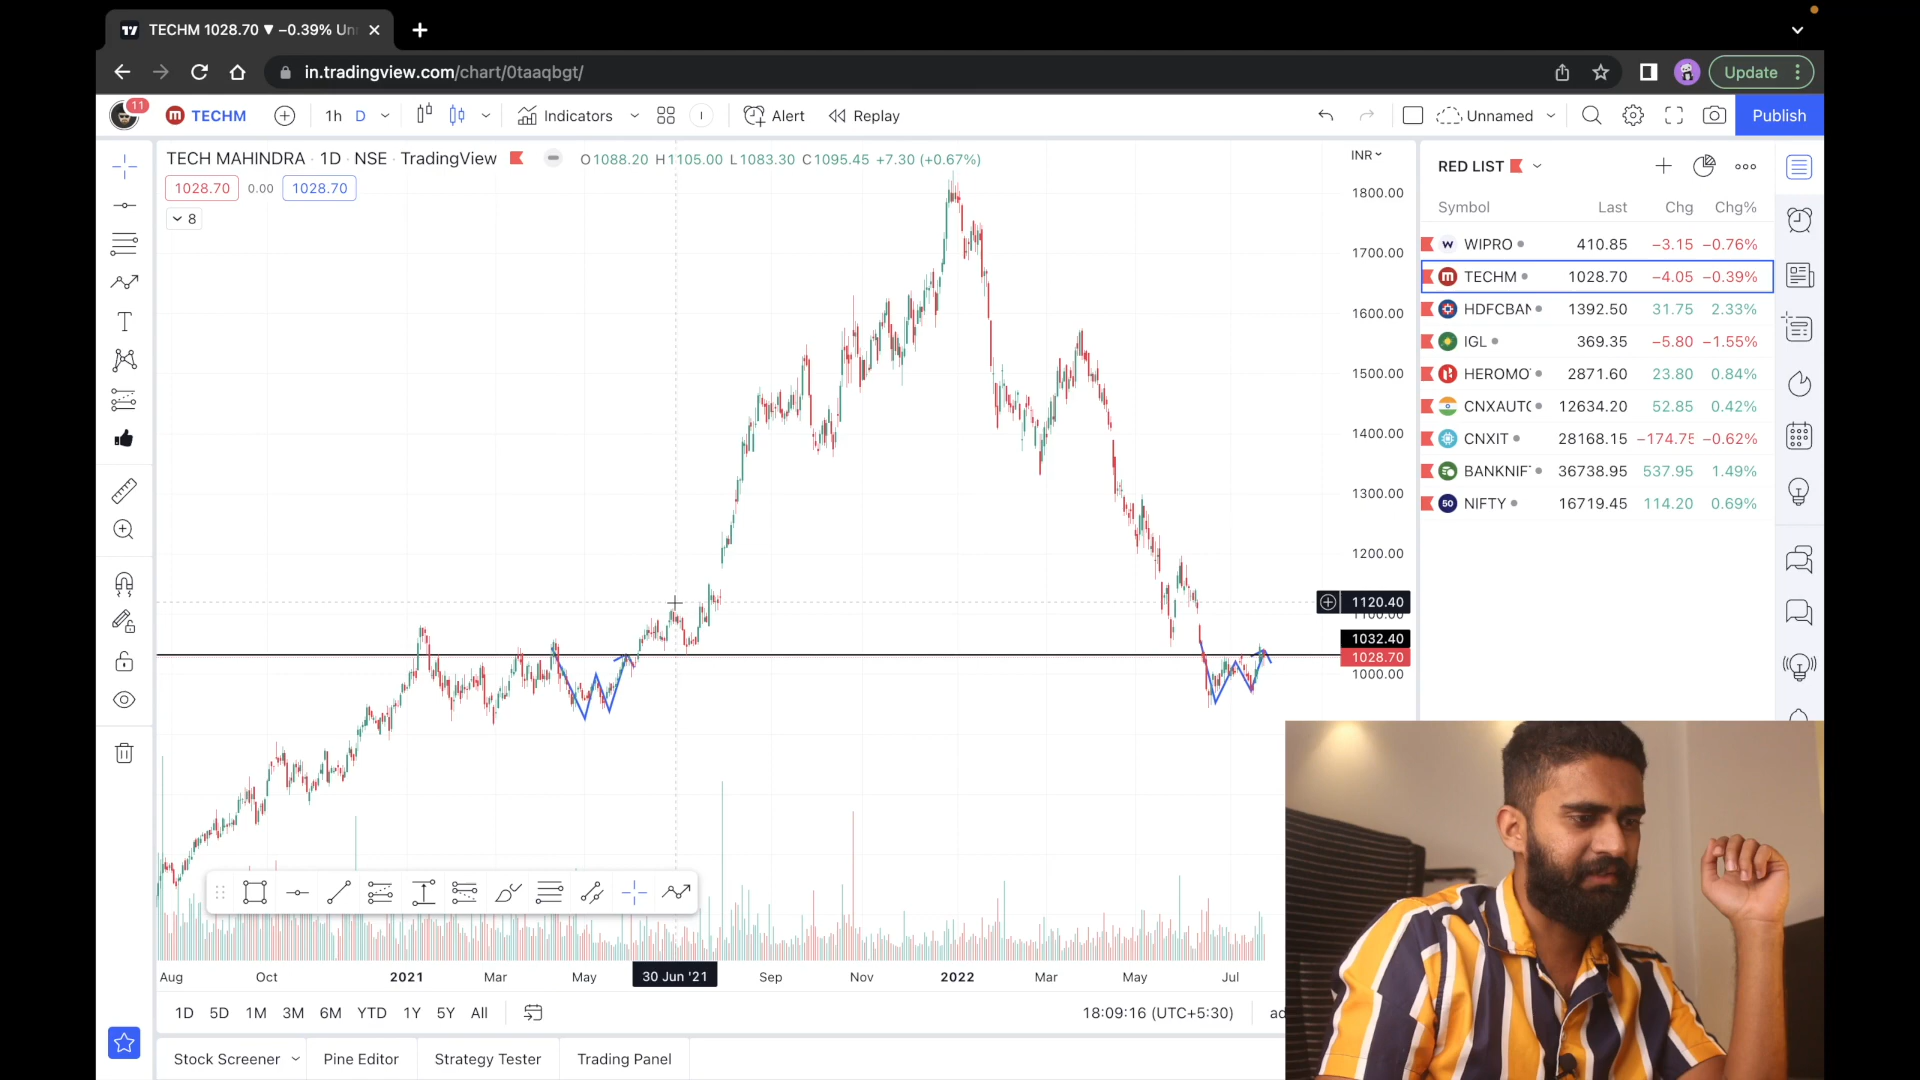 TECHM 1028.70 ▼ −0.39% Un
in.tradingview.com/chart/0taaqbgt/
Update
11
TECHM
1h D
Indicators
Alert
Replay
Unnamed
Publish
TECH MAHINDRA · 1D · NSE · TradingView
O1088.20 H1105.00 L1083.30 C1095.45 +7.30 (+0.67%)
1028.70 0.00 1028.70
8
INR
1800.00
1700.00
1600.00
1500.00
1400.00
1300.00
1200.00
1120.40
1100.00
1032.40
1028.70
1000.00
RED LIST
Symbol Last Chg Chg%
WIPRO 410.85 −3.15 −0.76%
TECHM 1028.70 −4.05 −0.39%
HDFCBAN 1392.50 31.75 2.33%
IGL 369.35 −5.80 −1.55%
HEROMO 2871.60 23.80 0.84%
CNXAUTO 12634.20 52.85 0.42%
CNXIT 28168.15 −174.75 −0.62%
BANKNIF 36738.95 537.95 1.49%
50 NIFTY 16719.45 114.20 0.69%
Aug Oct 2021 Mar May 30 Jun '21 Sep Nov 2022 Mar May Jul
1D 5D 1M 3M 6M YTD 1Y 5Y All
18:09:16 (UTC+5:30)
ad
Stock Screener Pine Editor Strategy Tester Trading Panel